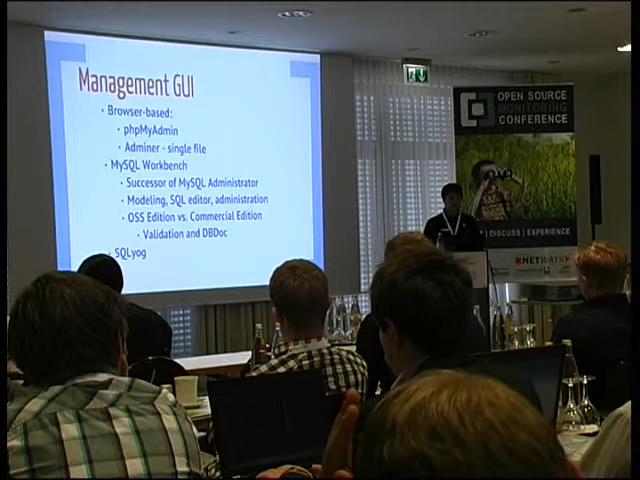 Management GUI
• Browser-based:
• phpMyAdmin
• Adminer - single file
• MySQL Workbench
• Successor of MySQL Administrator
• Modeling, SQL editor, administration
• OSS Edition vs. Commercial Edition
• Validation and DBDoc
• SQLyog
OPEN SOURCE
MONITORING
CONFERENCE
| DISCUSS | EXPERIENCE
NETWAYS